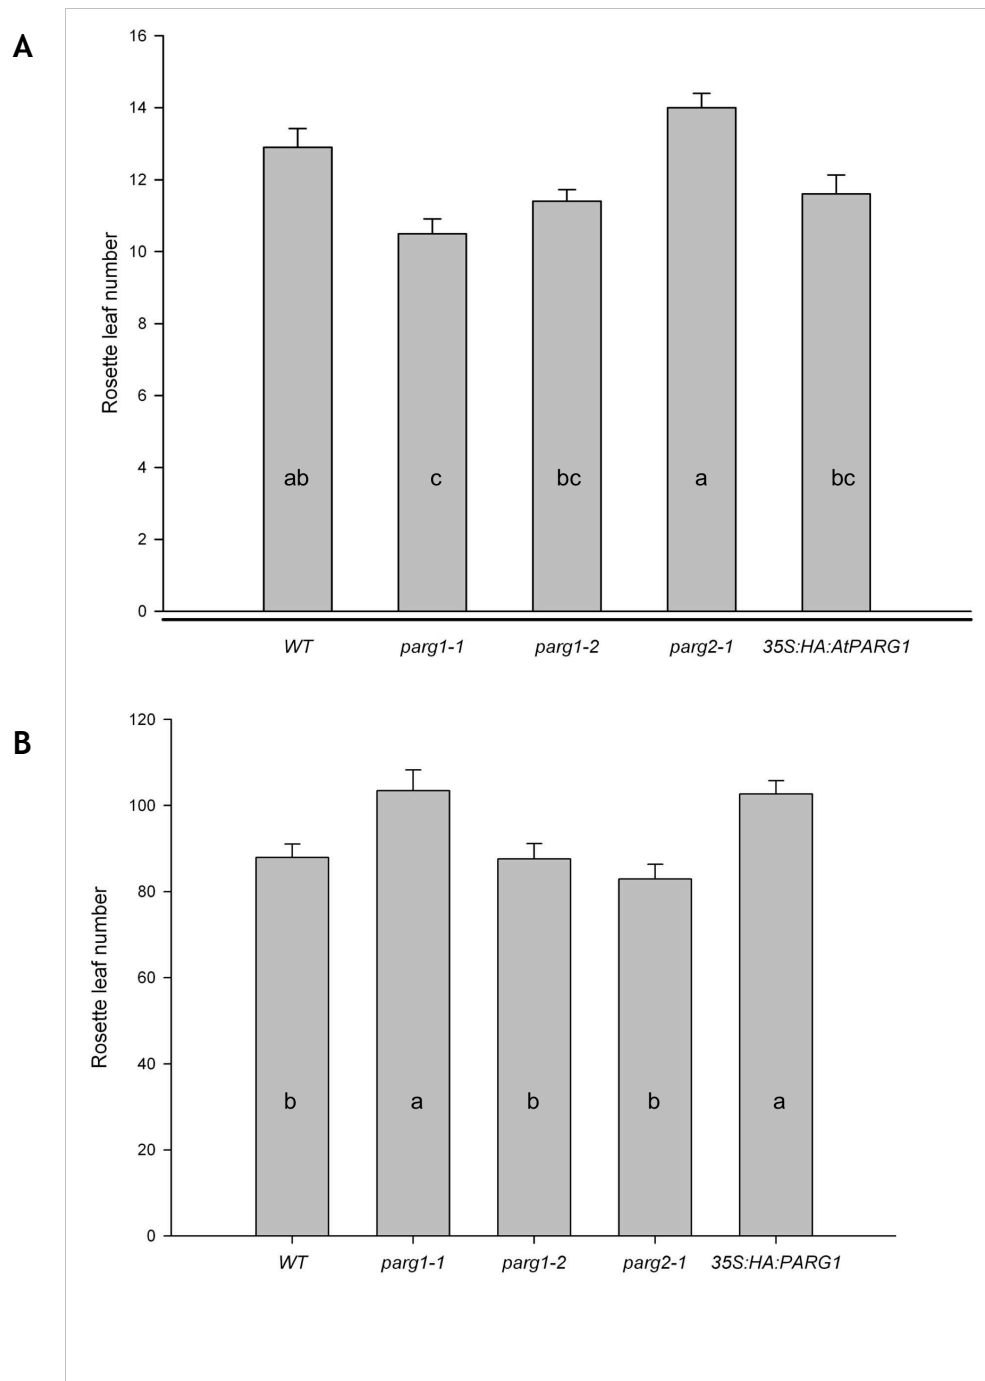 A
16
14
12
10
8
6
4
2
0
Rosette leaf number
ab c bc a bc
WT parg1-1 parg1-2 parg2-1 35S:HA:AtPARG1
B
120
100
80
60
40
20
0
Rosette leaf number
b a b b a
WT parg1-1 parg1-2 parg2-1 35S:HA:PARG1